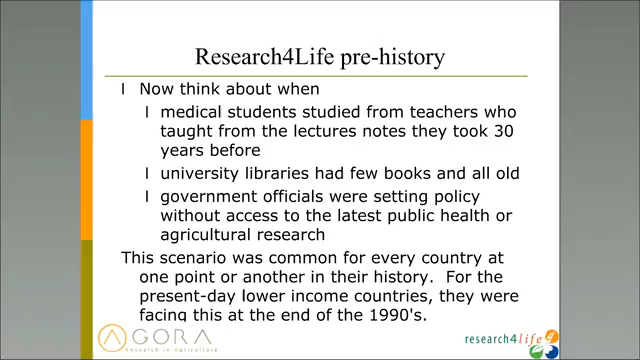 Research4Life pre-history
l Now think about when
l medical students studied from teachers who
taught from the lectures notes they took 30
years before
l university libraries had few books and all old
l government officials were setting policy
without access to the latest public health or
agricultural research
This scenario was common for every country at
one point or another in their history. For the
present-day lower income countries, they were
facing this at the end of the 1990's.
AGORA
Research in Agriculture
research4life